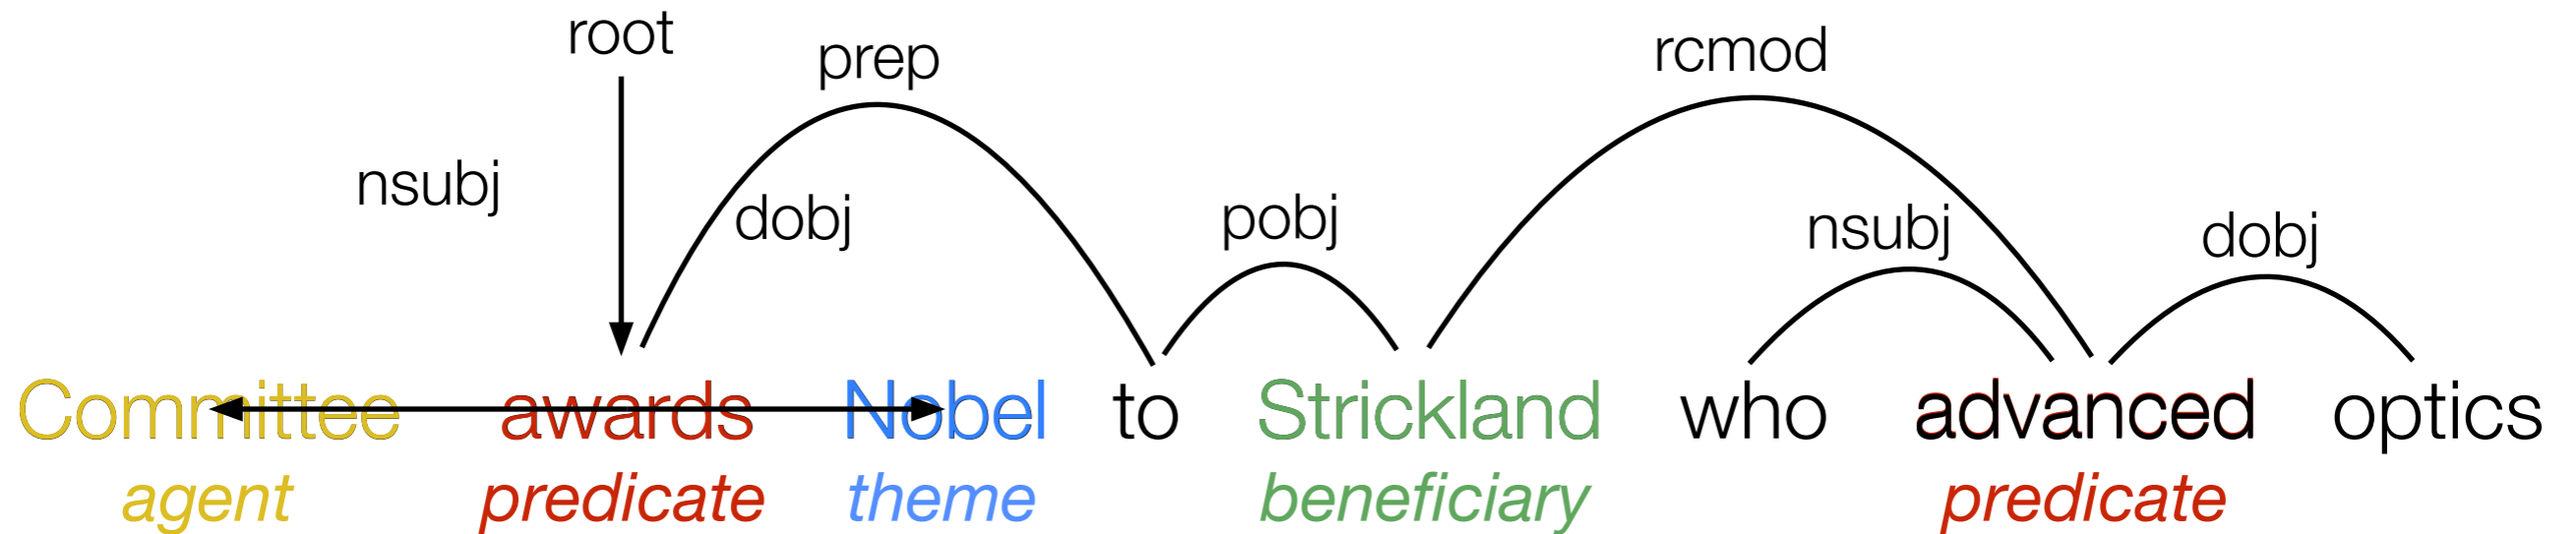 root
prep
rcmod
nsubj
dobj
pobj
nsubj
dobj
Committee awards Nobel to Strickland who advanced optics
agent predicate theme beneficiary predicate